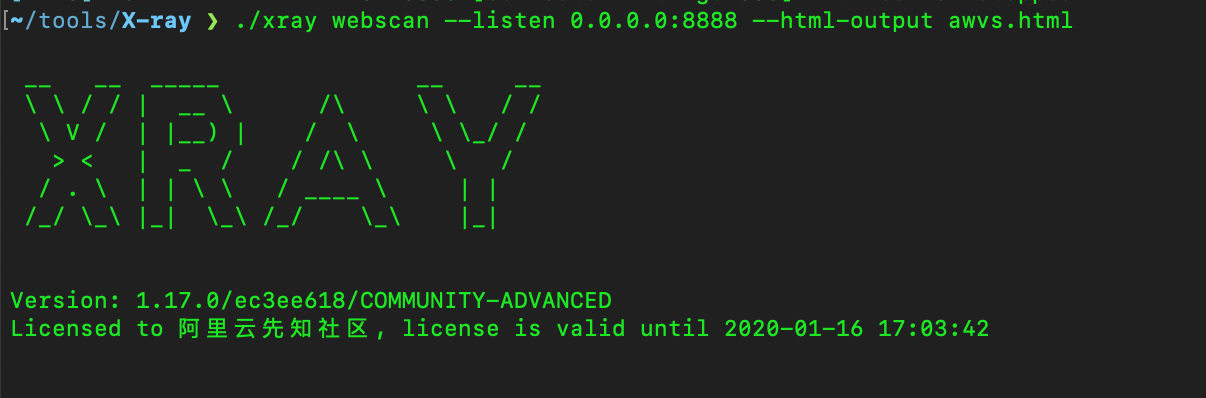 [~/tools/X-ray ❯ ./xray webscan --listen 0.0.0.0:8888 --html-output awvs.html
 __    __  _____              __     __
 \ \  / / |  __ \      /\     \ \   / /
  \ V /   | |__) |    /  \     \ \_/ /
   > <    |  _  /    / /\ \     \   /
  / . \   | | \ \   / ____ \     | |
 /_/ \_\  |_|  \_\ /_/    \_\    |_|
Version: 1.17.0/ec3ee618/COMMUNITY-ADVANCED
Licensed to 阿里云先知社区, license is valid until 2020-01-16 17:03:42